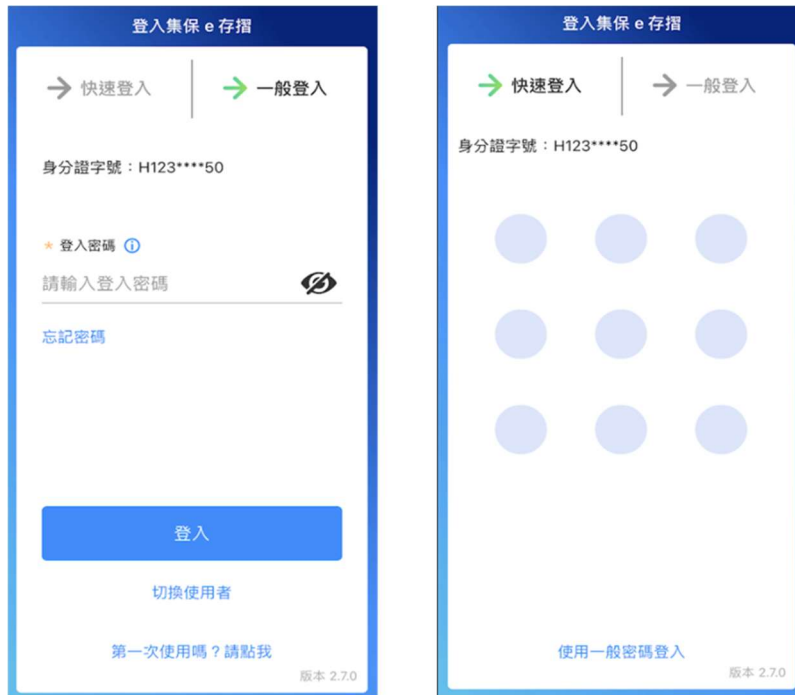 登入集保 e 存摺
快速登入
一般登入
身分證字號：H123****50
* 登入密碼
請輸入登入密碼
忘記密碼
登入
切換使用者
第一次使用嗎？請點我
版本 2.7.0
登入集保 e 存摺
快速登入
一般登入
身分證字號：H123****50
使用一般密碼登入
版本 2.7.0